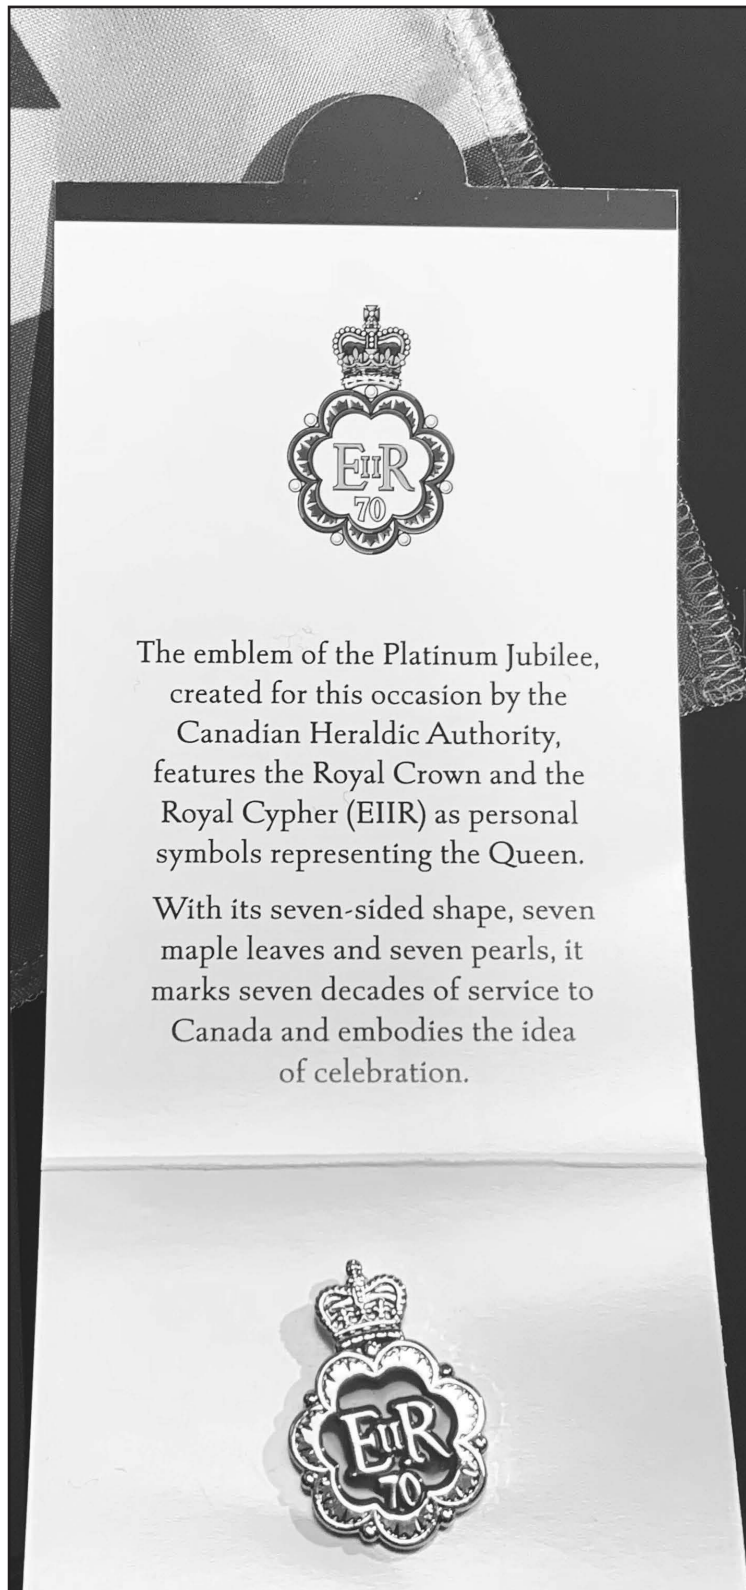 EIIR
70
The emblem of the Platinum Jubilee,
created for this occasion by the
Canadian Heraldic Authority,
features the Royal Crown and the
Royal Cypher (EIIR) as personal
symbols representing the Queen.
With its seven-sided shape, seven
maple leaves and seven pearls, it
marks seven decades of service to
Canada and embodies the idea
of celebration.
EIIR
70